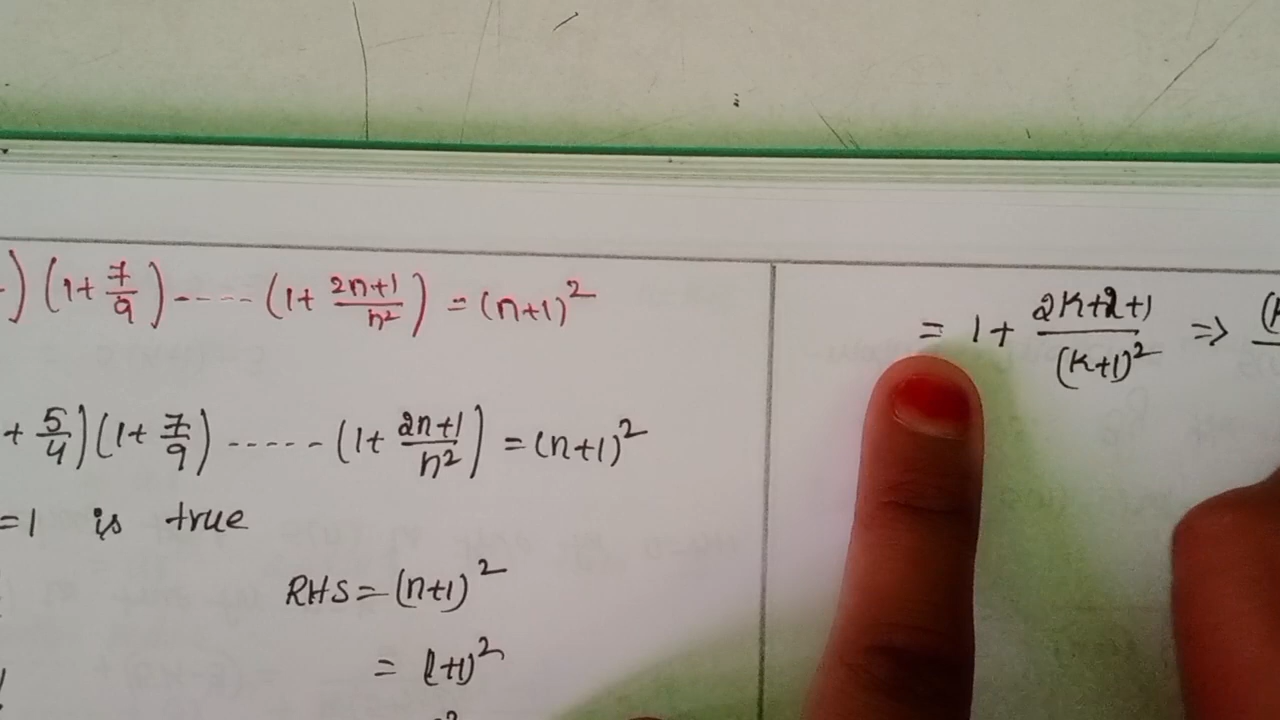 ) (1+ 7/9) ----- (1+ 2n+1/n²) = (n+1)²
+ 5/4) (1+ 7/9) ------ (1+ 2n+1/n²) = (n+1)²
=1 is true
RHS = (n+1)²
= (1+1)²
= 1 + 2K+2+1/(K+1)² =>